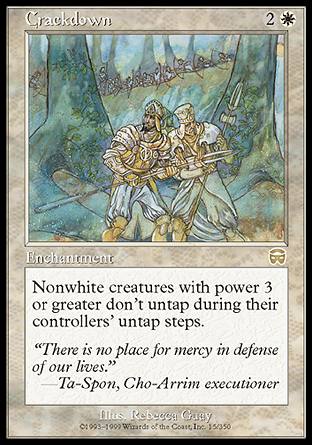 Crackdown 2
Enchantment
Nonwhite creatures with power 3
or greater don't untap during their
controllers' untap steps.
"There is no place for mercy in defense
of our lives."
—Ta-Spon, Cho-Arrim executioner
Illus. Rebecca Guay
©1993-1999 Wizards of the Coast, Inc. 15/350